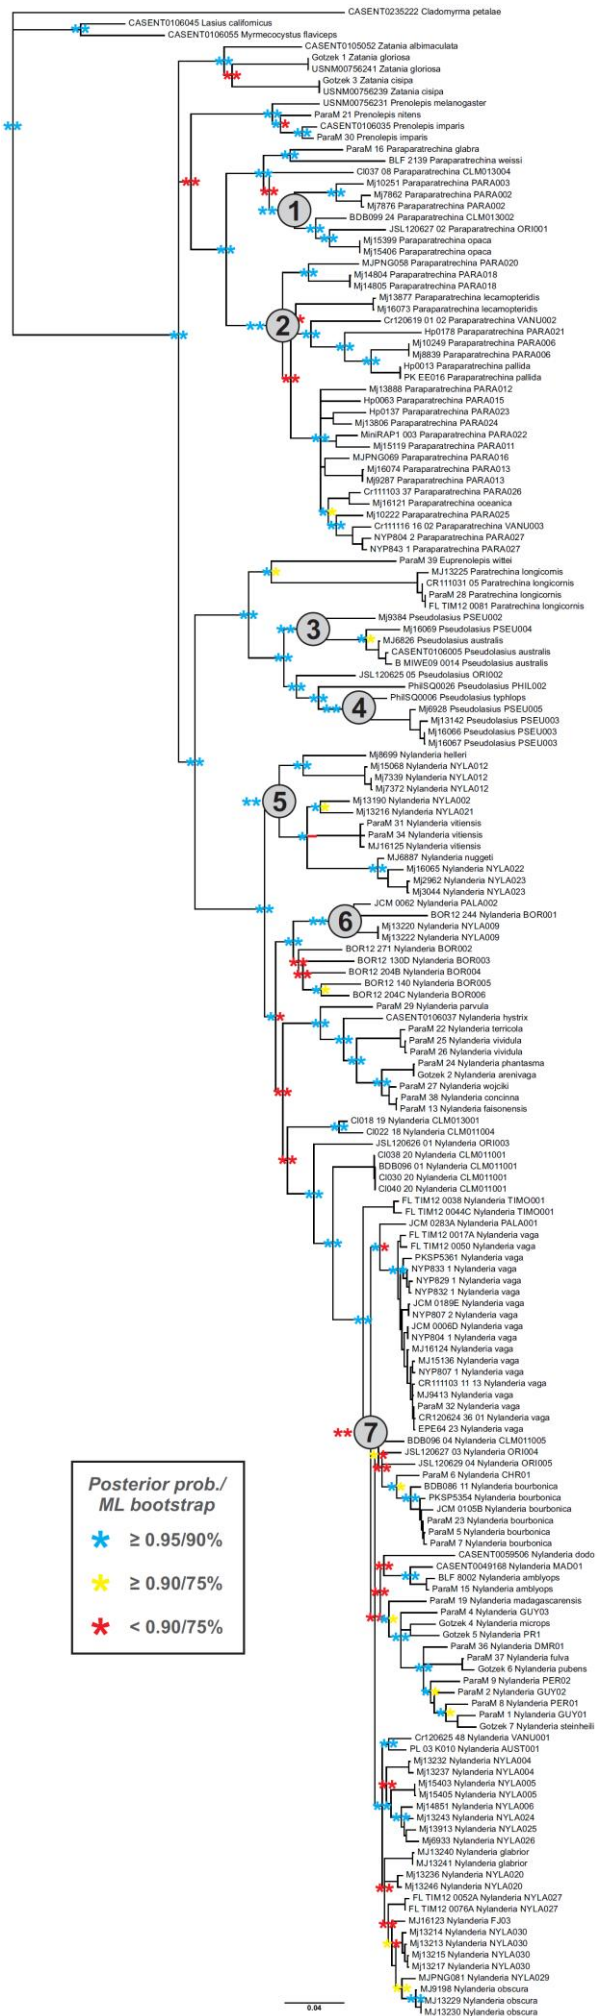 CASENT0235222 Cladomyrma petalae
CASENT0106045 Lasius californicus
CASENT0106055 Myrmecocystus flaviceps
CASENT0105052 Zatania albimaculata
Gotzek 1 Zatania gloriosa
USNM00756241 Zatania gloriosa
Gotzek 3 Zatania cisipa
USNM00756239 Zatania cisipa
USNM00756231 Prenolepis melanogaster
ParaM 21 Prenolepis nitens
CASENT0106035 Prenolepis imparis
ParaM 30 Prenolepis imparis
ParaM 16 Paraparatrechina glabra
BLF 2139 Paraparatrechina weissi
CI037 08 Paraparatrechina CLM013004
Mj10251 Paraparatrechina PARA003
Mj7862 Paraparatrechina PARA002
Mj7876 Paraparatrechina PARA002
1
BDB099 24 Paraparatrechina CLM013002
JSL120627 02 Paraparatrechina ORI001
Mj15399 Paraparatrechina opaca
Mj15406 Paraparatrechina opaca
MJPNG058 Paraparatrechina PARA020
Mj14804 Paraparatrechina PARA018
Mj14805 Paraparatrechina PARA018
Mj13877 Paraparatrechina lecamopteridis
Mj16073 Paraparatrechina lecamopteridis
2
Cr120619 01 02 Paraparatrechina VANU002
Hp0178 Paraparatrechina PARA021
Mj10249 Paraparatrechina PARA006
Mj8839 Paraparatrechina PARA006
Hp0013 Paraparatrechina pallida
PK EE016 Paraparatrechina pallida
Mj13888 Paraparatrechina PARA012
Hp0063 Paraparatrechina PARA015
Hp0137 Paraparatrechina PARA023
Mj13806 Paraparatrechina PARA024
MiniRAP1 003 Paraparatrechina PARA022
Mj15119 Paraparatrechina PARA011
MJPNG069 Paraparatrechina PARA016
Mj16074 Paraparatrechina PARA013
Mj9287 Paraparatrechina PARA013
Cr111103 37 Paraparatrechina PARA026
Mj16121 Paraparatrechina oceanica
Mj10222 Paraparatrechina PARA025
Cr111116 16 02 Paraparatrechina VANU003
NYP804 2 Paraparatrechina PARA027
NYP843 1 Paraparatrechina PARA027
ParaM 39 Euprenolepis wittei
MJ13225 Paratrechina longicornis
CR111031 05 Paratrechina longicornis
ParaM 28 Paratrechina longicornis
FL TIM12 0081 Paratrechina longicornis
Mj9384 Pseudolasius PSEU002
3
Mj16069 Pseudolasius PSEU004
MJ6826 Pseudolasius australis
CASENT0106005 Pseudolasius australis
B MIWE09 0014 Pseudolasius australis
JSL120625 05 Pseudolasius ORI002
PhilSQ0026 Pseudolasius PHIL002
PhilSQ0006 Pseudolasius typhlops
4
Mj6928 Pseudolasius PSEU005
Mj13142 Pseudolasius PSEU003
Mj16066 Pseudolasius PSEU003
Mj16067 Pseudolasius PSEU003
Mj8699 Nylanderia helleri
Mj15068 Nylanderia NYLA012
Mj7339 Nylanderia NYLA012
Mj7372 Nylanderia NYLA012
5
Mj13190 Nylanderia NYLA002
Mj13216 Nylanderia NYLA021
ParaM 31 Nylanderia vitiensis
ParaM 34 Nylanderia vitiensis
MJ16125 Nylanderia vitiensis
MJ6887 Nylanderia nuggeti
Mj16065 Nylanderia NYLA022
Mj2962 Nylanderia NYLA023
Mj3044 Nylanderia NYLA023
JCM 0062 Nylanderia PALA002
6
BOR12 244 Nylanderia BOR001
Mj13220 Nylanderia NYLA009
Mj13222 Nylanderia NYLA009
BOR12 271 Nylanderia BOR002
BOR12 130D Nylanderia BOR003
BOR12 204B Nylanderia BOR004
BOR12 140 Nylanderia BOR005
BOR12 204C Nylanderia BOR006
ParaM 29 Nylanderia parvula
CASENT0106037 Nylanderia hystrix
ParaM 22 Nylanderia terricola
ParaM 25 Nylanderia vividula
ParaM 26 Nylanderia vividula
ParaM 24 Nylanderia phantasma
Gotzek 2 Nylanderia arenivaga
ParaM 27 Nylanderia wojciki
ParaM 38 Nylanderia concinna
ParaM 13 Nylanderia faisonensis
CI018 19 Nylanderia CLM013001
CI022 18 Nylanderia CLM011004
JSL120626 01 Nylanderia ORI003
CI038 20 Nylanderia CLM011001
BDB096 01 Nylanderia CLM011001
CI030 20 Nylanderia CLM011001
CI040 20 Nylanderia CLM011001
FL TIM12 0038 Nylanderia TIMO001
FL TIM12 0044C Nylanderia TIMO001
JCM 0283A Nylanderia PALA001
FL TIM12 0017A Nylanderia vaga
FL TIM12 0050 Nylanderia vaga
PKSP5361 Nylanderia vaga
NYP833 1 Nylanderia vaga
NYP829 1 Nylanderia vaga
NYP832 1 Nylanderia vaga
JCM 0189E Nylanderia vaga
NYP807 2 Nylanderia vaga
JCM 0006D Nylanderia vaga
NYP804 1 Nylanderia vaga
MJ16124 Nylanderia vaga
MJ15136 Nylanderia vaga
NYP807 1 Nylanderia vaga
CR111103 11 13 Nylanderia vaga
MJ9413 Nylanderia vaga
ParaM 32 Nylanderia vaga
CR120624 36 01 Nylanderia vaga
EPE64 23 Nylanderia vaga
7
BDB096 04 Nylanderia CLM011005
JSL120627 03 Nylanderia ORI004
JSL120629 04 Nylanderia ORI005
ParaM 6 Nylanderia CHR01
BDB086 11 Nylanderia bourbonica
PKSP5354 Nylanderia bourbonica
JCM 0105B Nylanderia bourbonica
ParaM 23 Nylanderia bourbonica
ParaM 5 Nylanderia bourbonica
ParaM 7 Nylanderia bourbonica
CASENT0059506 Nylanderia dodo
CASENT0049168 Nylanderia MAD01
BLF 8002 Nylanderia amblyops
ParaM 15 Nylanderia amblyops
ParaM 19 Nylanderia madagascarensis
ParaM 4 Nylanderia GUY03
Gotzek 4 Nylanderia microps
Gotzek 5 Nylanderia PR1
ParaM 36 Nylanderia DMR01
ParaM 37 Nylanderia fulva
Gotzek 6 Nylanderia pubens
ParaM 9 Nylanderia PER02
ParaM 2 Nylanderia GUY02
ParaM 8 Nylanderia PER01
ParaM 1 Nylanderia GUY01
Gotzek 7 Nylanderia steinheili
Cr120625 48 Nylanderia VANU001
PL 03 K010 Nylanderia AUST001
Mj13232 Nylanderia NYLA004
Mj13237 Nylanderia NYLA004
Mj15403 Nylanderia NYLA005
Mj15405 Nylanderia NYLA005
Mj14851 Nylanderia NYLA006
Mj13243 Nylanderia NYLA024
Mj13913 Nylanderia NYLA025
Mj6933 Nylanderia NYLA026
MJ13240 Nylanderia glabrior
MJ13241 Nylanderia glabrior
Mj13236 Nylanderia NYLA020
Mj13246 Nylanderia NYLA020
FL TIM12 0052A Nylanderia NYLA027
FL TIM12 0076A Nylanderia NYLA027
MJ16123 Nylanderia FJ03
Mj13214 Nylanderia NYLA030
Mj13213 Nylanderia NYLA030
Mj13215 Nylanderia NYLA030
Mj13217 Nylanderia NYLA030
MJPNG081 Nylanderia NYLA029
MJ9198 Nylanderia obscura
MJ13229 Nylanderia obscura
MJ13230 Nylanderia obscura
Posterior prob./
ML bootstrap
≥ 0.95/90%
≥ 0.90/75%
< 0.90/75%
0.04